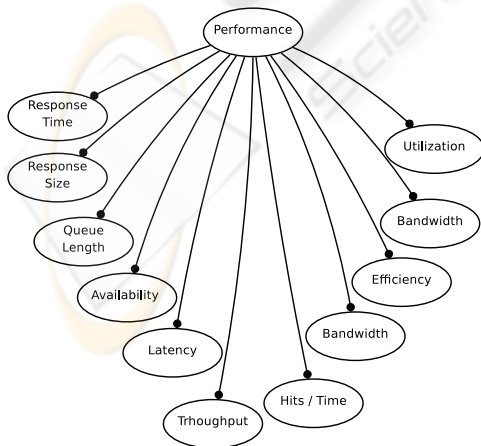 Performance
Response
Time
Response
Size
Queue
Length
Availability
Latency
Trhoughput
Hits / Time
Bandwidth
Efficiency
Bandwidth
Utilization